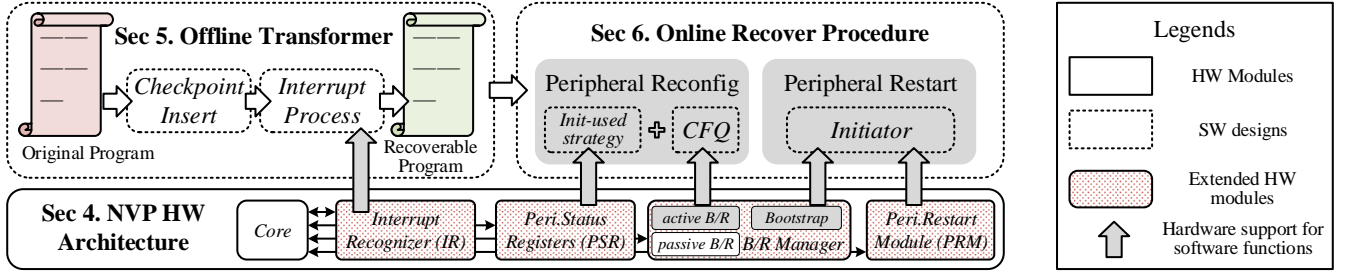 Sec 5. Offline Transformer
Checkpoint
Insert
Interrupt
Process
Original Program
Recoverable
Program
Sec 6. Online Recover Procedure
Peripheral Reconfig
Init-used
strategy
CFQ
Peripheral Restart
Initiator
Sec 4. NVP HW
Architecture
Core
Interrupt
Recognizer (IR)
Peri.Status
Registers (PSR)
active B/R
Bootstrap
passive B/R
B/R Manager
Peri.Restart
Module (PRM)
Legends
HW Modules
SW designs
Extended HW
modules
Hardware support for
software functions